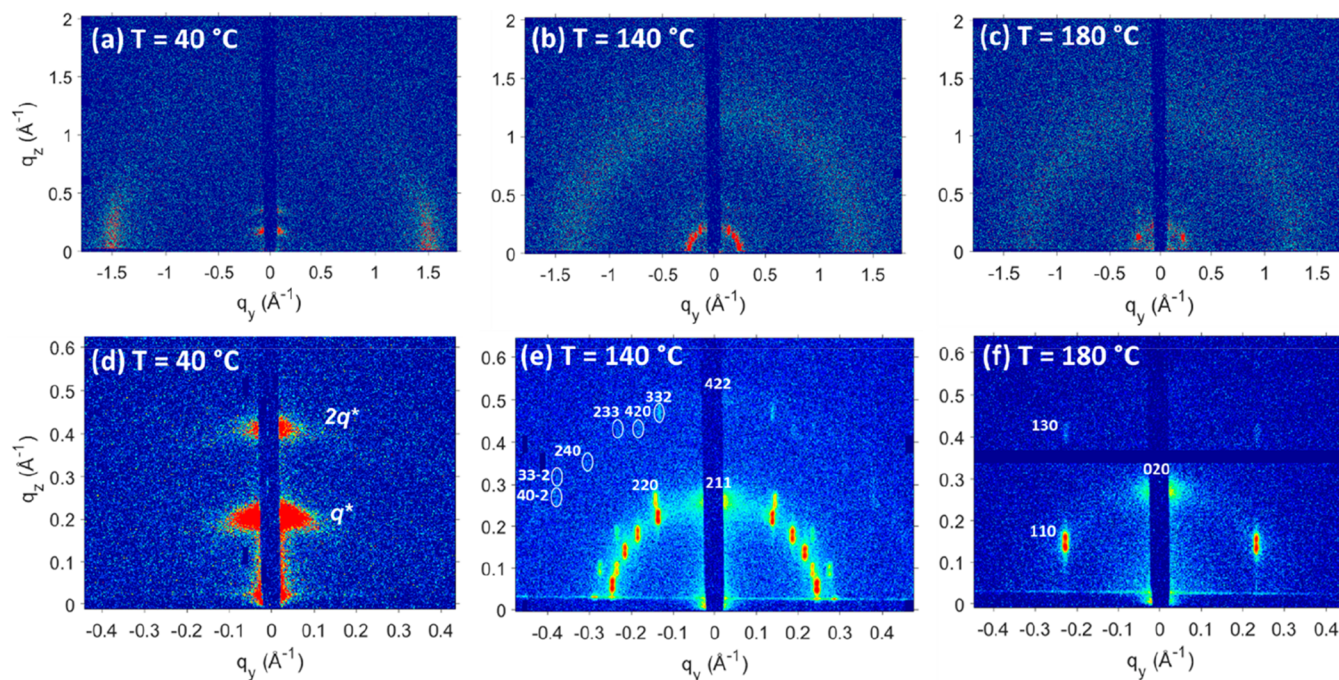 (a) T = 40 °C
(b) T = 140 °C
(c) T = 180 °C
2
1.5
1
0.5
0
q_z (Å⁻¹)
-1.5 -1 -0.5 0 0.5 1 1.5
q_y (Å⁻¹)
2
1.5
1
0.5
0
-1.5 -1 -0.5 0 0.5 1 1.5
q_y (Å⁻¹)
2
1.5
1
0.5
0
-1.5 -1 -0.5 0 0.5 1 1.5
q_y (Å⁻¹)
(d) T = 40 °C
0.6
0.5
0.4
0.3
0.2
0.1
0
q_z (Å⁻¹)
2q*
q*
-0.4 -0.3 -0.2 -0.1 0 0.1 0.2 0.3 0.4
q_y (Å⁻¹)
(e) T = 140 °C
0.6
0.5
0.4
0.3
0.2
0.1
0
422
332
233 420
240
33-2
40-2
220
211
-0.4 -0.3 -0.2 -0.1 0 0.1 0.2 0.3 0.4
q_y (Å⁻¹)
(f) T = 180 °C
0.6
0.5
0.4
0.3
0.2
0.1
0
130
020
110
-0.4 -0.2 0 0.2 0.4
q_y (Å⁻¹)